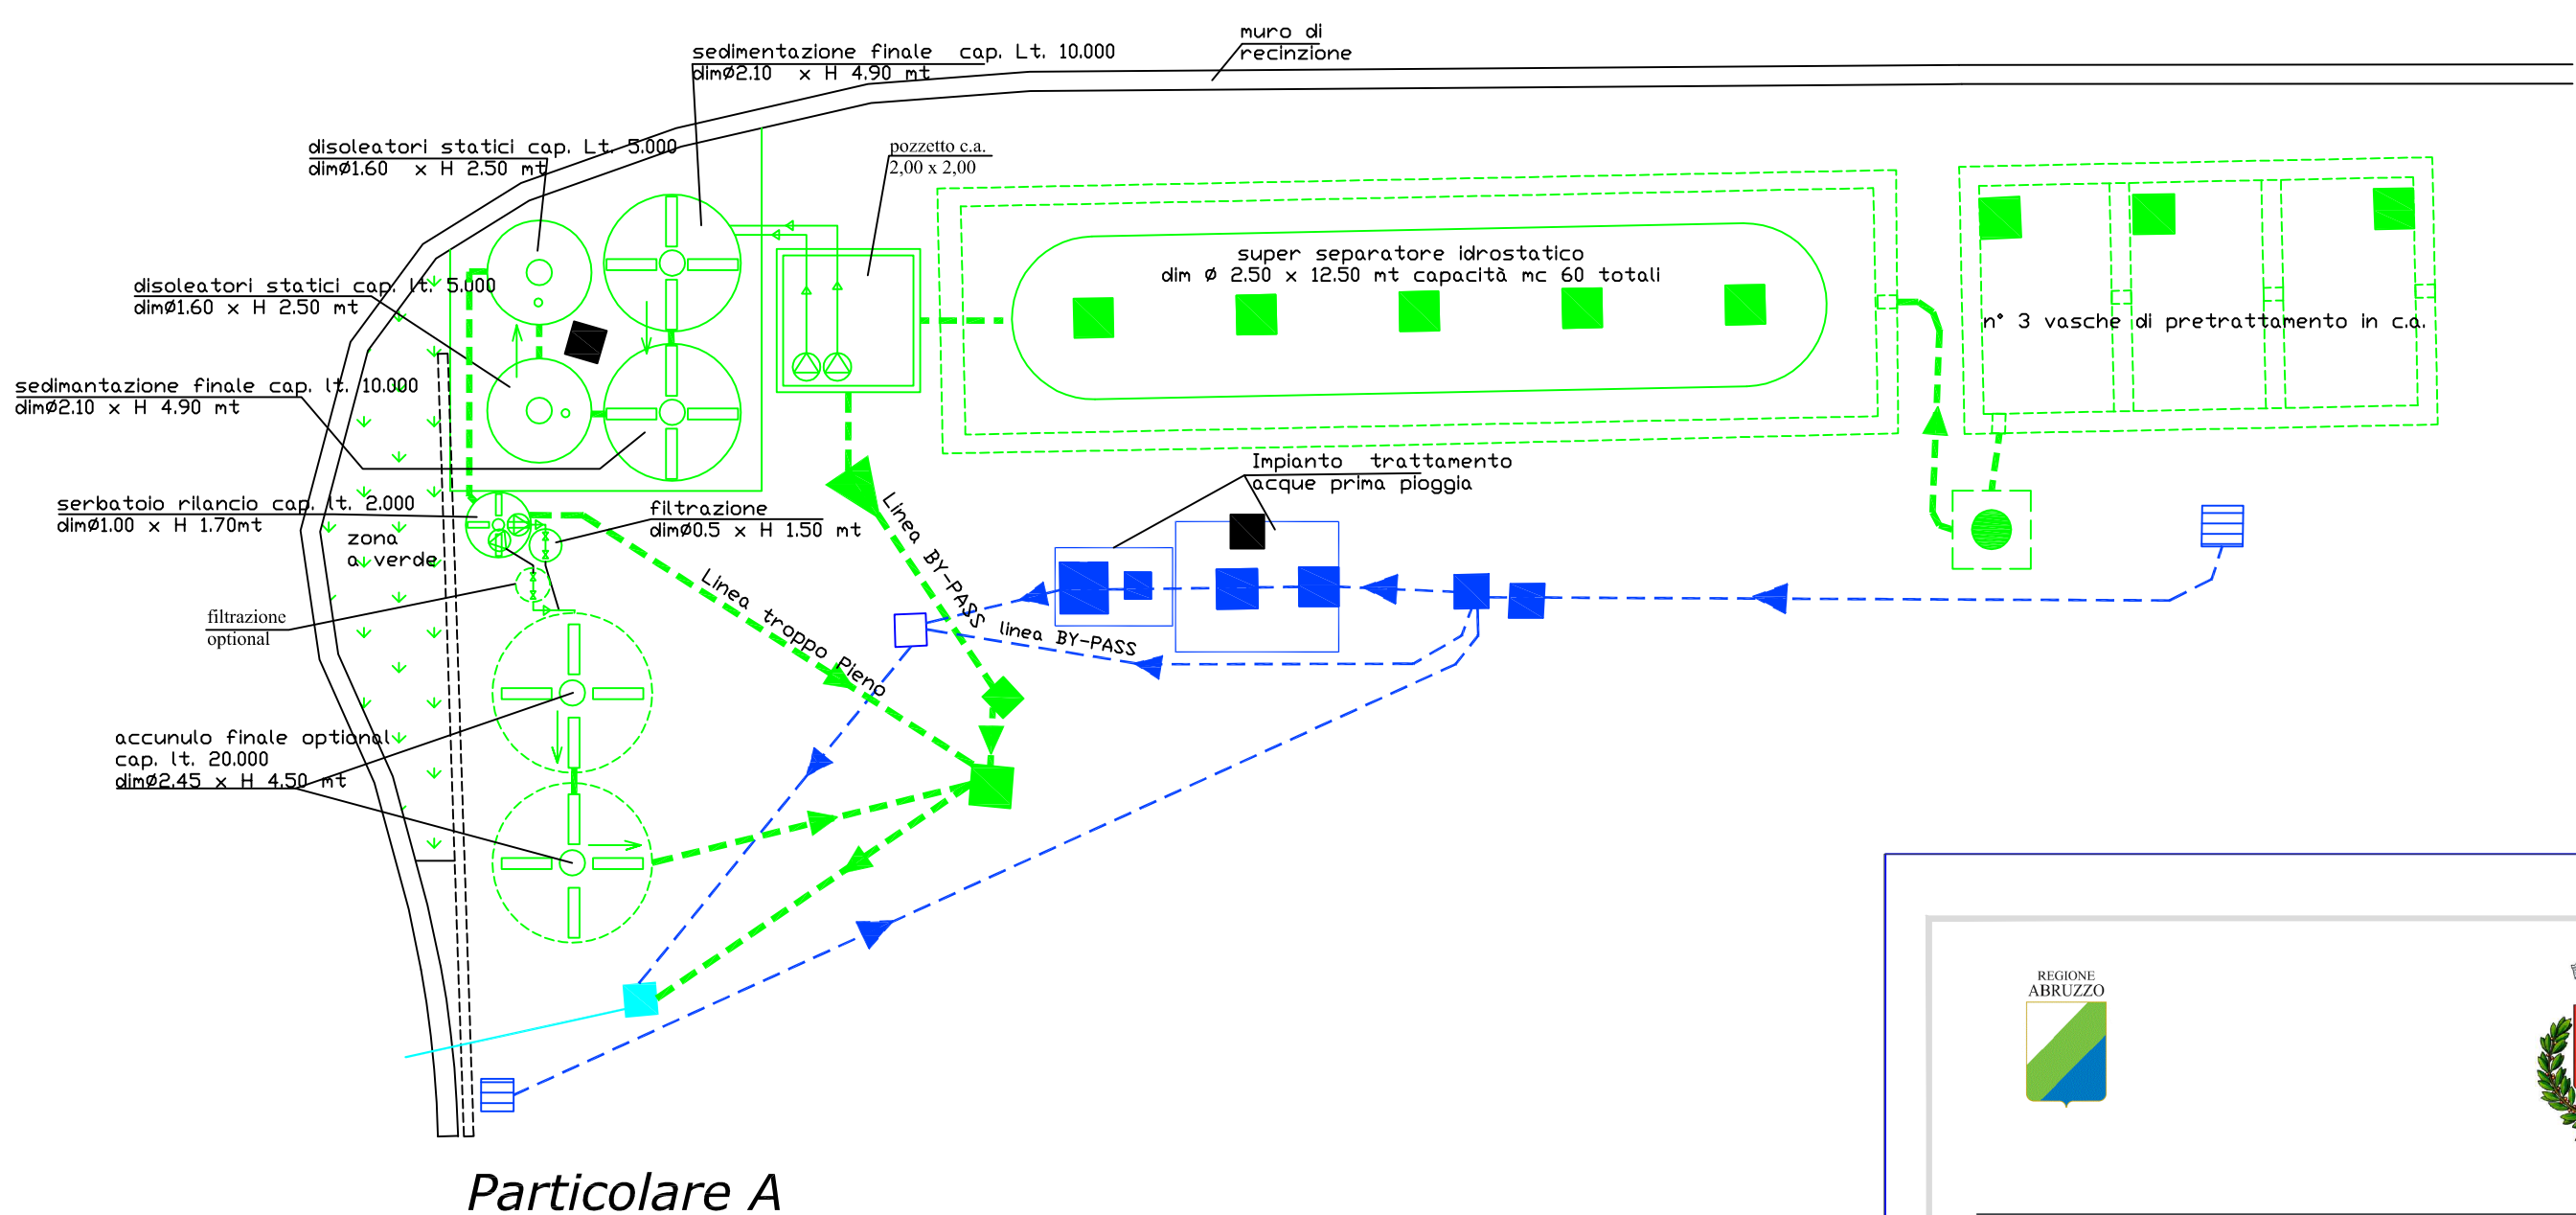 muro di
recinzione
sedimentazione finale cap. Lt. 10.000
dimØ2.10 x H 4.90 mt
disoleatori statici cap. Lt. 5.000
dimØ1.60 x H 2.50 mt
pozzetto c.a.
2,00 x 2,00
super separatore idrostatico
dim Ø 2.50 x 12.50 mt capacità mc 60 totali
disoleatori statici cap. lt. 5.000
dimØ1.60 x H 2.50 mt
n° 3 vasche di pretrattamento in c.a.
sedimantazione finale cap. lt. 10.000
dimØ2.10 x H 4.90 mt
Impianto trattamento
acque prima pioggia
serbatoio rilancio cap. lt. 2.000
dimØ1.00 x H 1.70mt
filtrazione
dimØ0.5 x H 1.50 mt
zona
a verde
Linea BY-PASS
Linea troppo Pieno
linea BY-PASS
filtrazione
optional
accunulo finale optional
cap. lt. 20.000
dimØ2.45 x H 4.50 mt
REGIONE
ABRUZZO
Particolare A